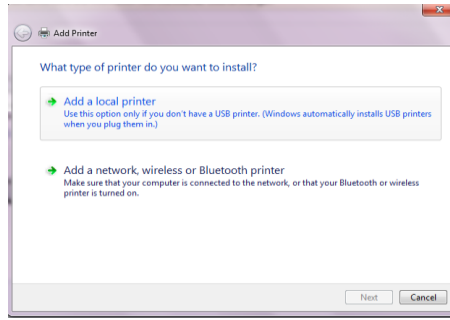 Add Printer
What type of printer do you want to install?
Add a local printer
Use this option only if you don't have a USB printer. (Windows automatically installs USB printers
when you plug them in.)
Add a network, wireless or Bluetooth printer
Make sure that your computer is connected to the network, or that your Bluetooth or wireless
printer is turned on.
Next Cancel